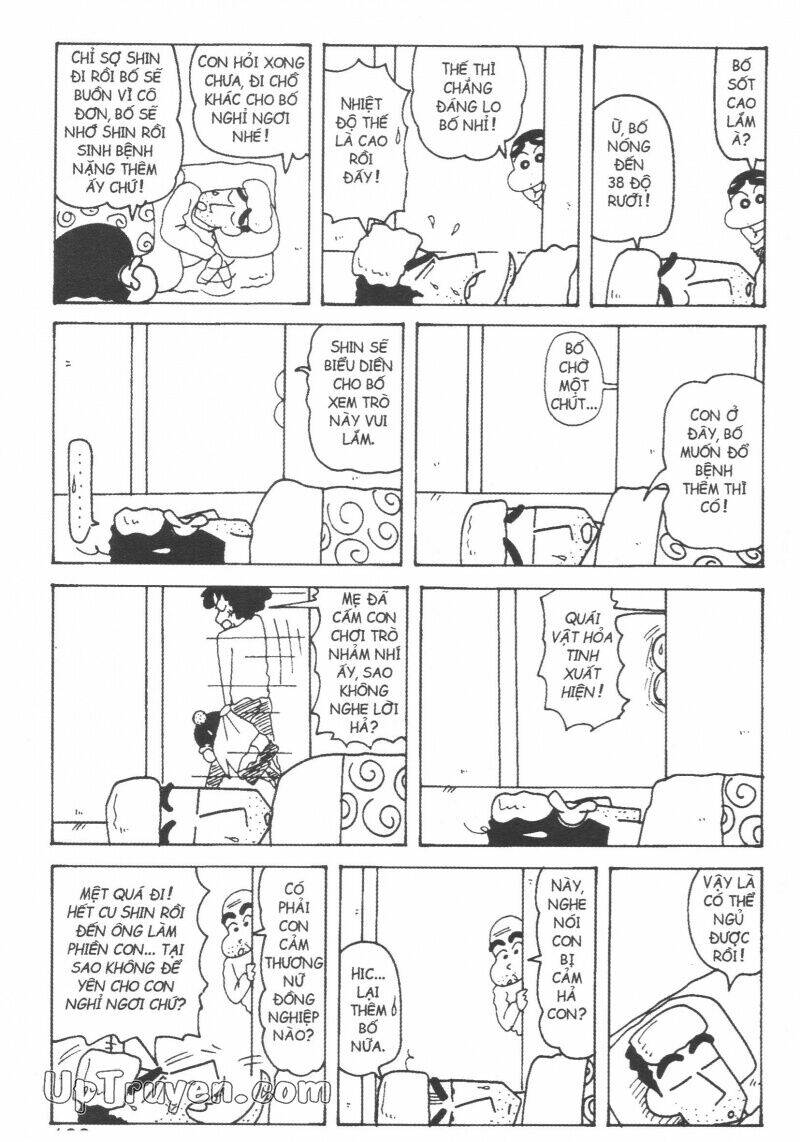 BỐ
SỐT
CAO
LẮM
À?
Ừ, BỐ
NÓNG
ĐẾN
38 ĐỘ
RƯỠI!
THẾ THÌ
CHẲNG
ĐÁNG LO
BỐ NHỈ!
NHIỆT
ĐỘ THẾ
LÀ CAO
RỒI
ĐẤY!
CON HỎI XONG
CHƯA, ĐI CHỖ
KHÁC CHO BỐ
NGHỈ NGƠI
NHÉ!
CHỈ SỢ SHIN
ĐI RỒI BỐ SẼ
BUỒN VÌ CÔ
ĐƠN, BỐ SẼ
NHỚ SHIN RỒI
SINH BỆNH
NẶNG THÊM
ẤY CHỨ!
CON Ở
ĐÂY, BỐ
MUỐN ĐỔ
BỆNH
THÊM THÌ
CÓ!
BỐ
CHỜ
MỘT
CHÚT...
SHIN SẼ
BIỂU DIỄN
CHO BỐ
XEM TRÒ
NÀY VUI
LẮM.
QUÁI
VẬT HỎA
TINH
XUẤT
HIỆN!
MẸ ĐÃ
CẤM CON
CHƠI TRÒ
NHẢM NHÍ
ẤY, SAO
KHÔNG
NGHE LỜI
HẢ?
VẬY LÀ
CÓ THỂ
NGỦ
ĐƯỢC
RỒI!
NÀY,
NGHE
NÓI
CON
BỊ
CẢM
HẢ
CON?
HIC...
LẠI
THÊM
BỐ
NỮA.
CÓ
PHẢI
CON
CẢM
THƯƠNG
NỮ
ĐỒNG
NGHIỆP
NÀO?
MỆT QUÁ ĐI!
HẾT CU SHIN RỒI
ĐẾN ÔNG LÀM
PHIỀN CON... TẠI
SAO KHÔNG ĐỂ
YÊN CHO CON
NGHỈ NGƠI CHỨ?
UpTruyen.com